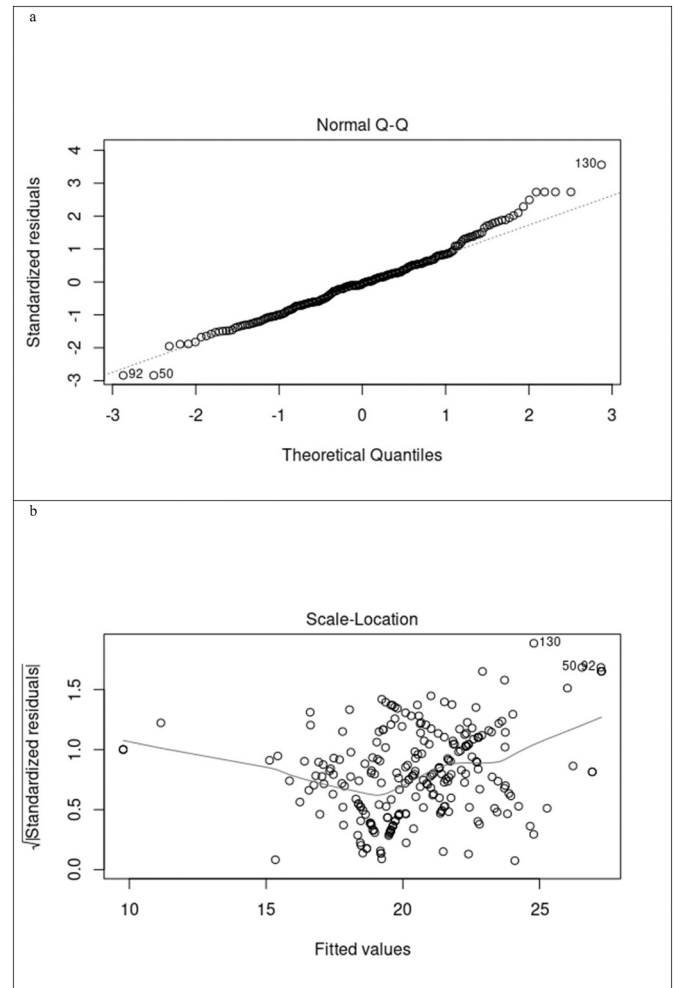 a
Normal Q-Q
Standardized residuals
4
3
2
1
0
-1
-2
-3
130
92
50
-3 -2 -1 0 1 2 3
Theoretical Quantiles
b
Scale-Location
√|Standardized residuals|
1.5
1.0
0.5
0.0
130
50 92
10 15 20 25
Fitted values